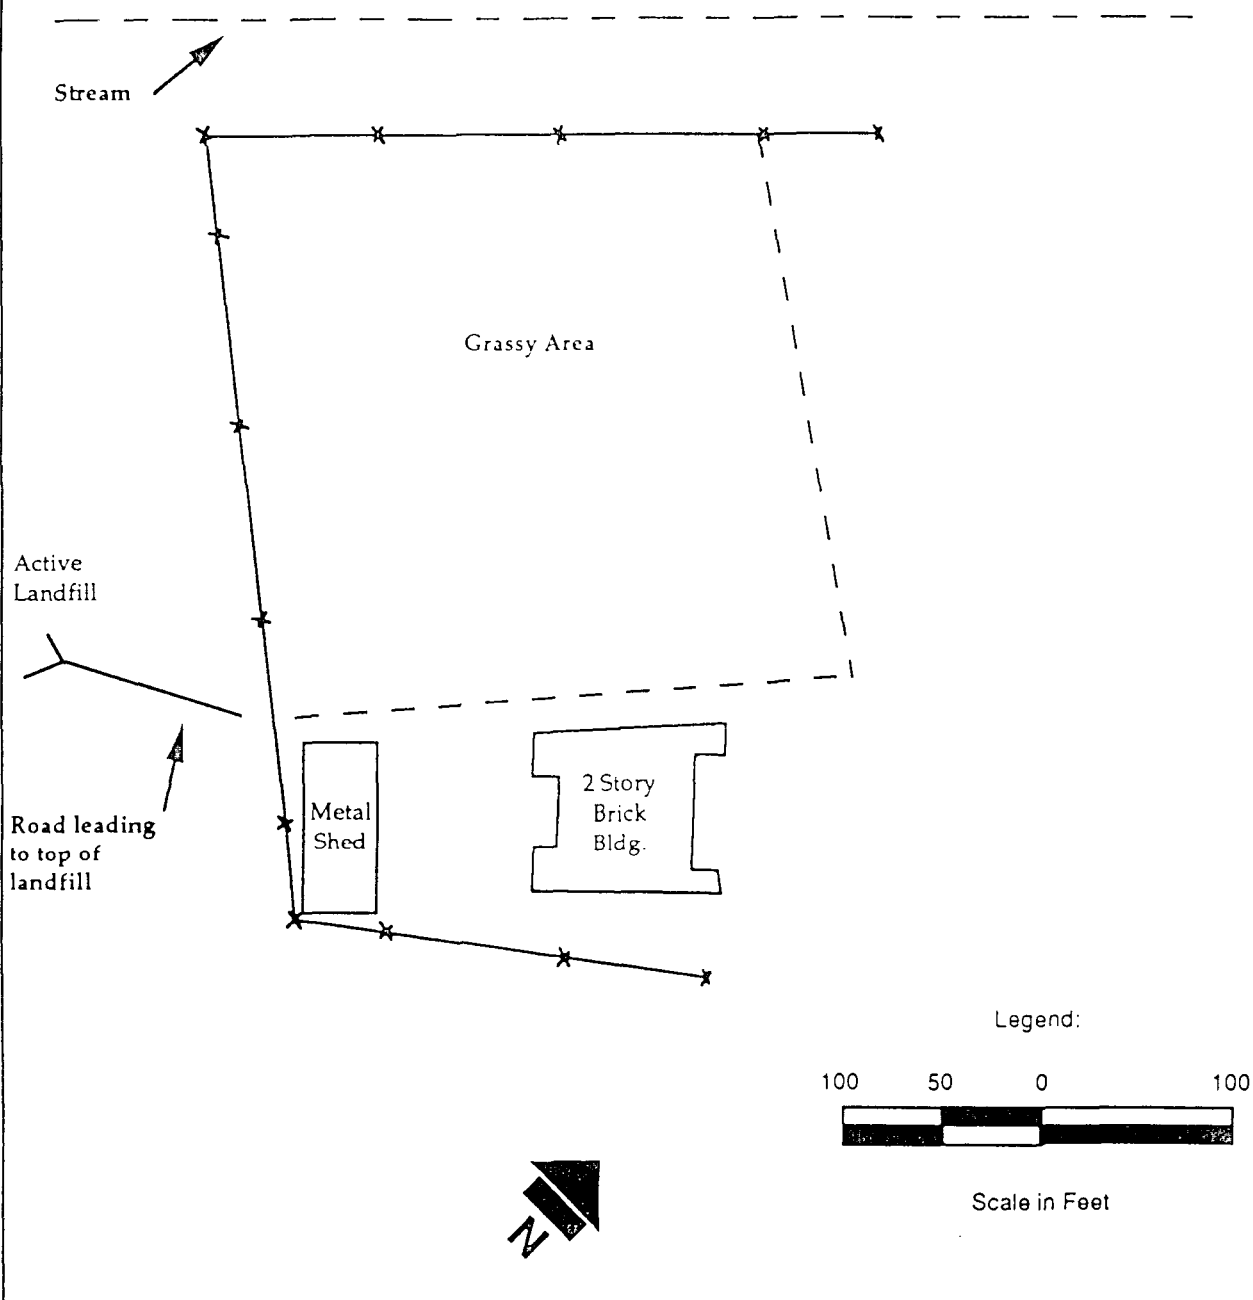 Stream
Grassy Area
Active
Landfill
Road leading
to top of
landfill
Metal
Shed
2 Story
Brick
Bldg.
Legend:
100 50 0 100
Scale in Feet
N